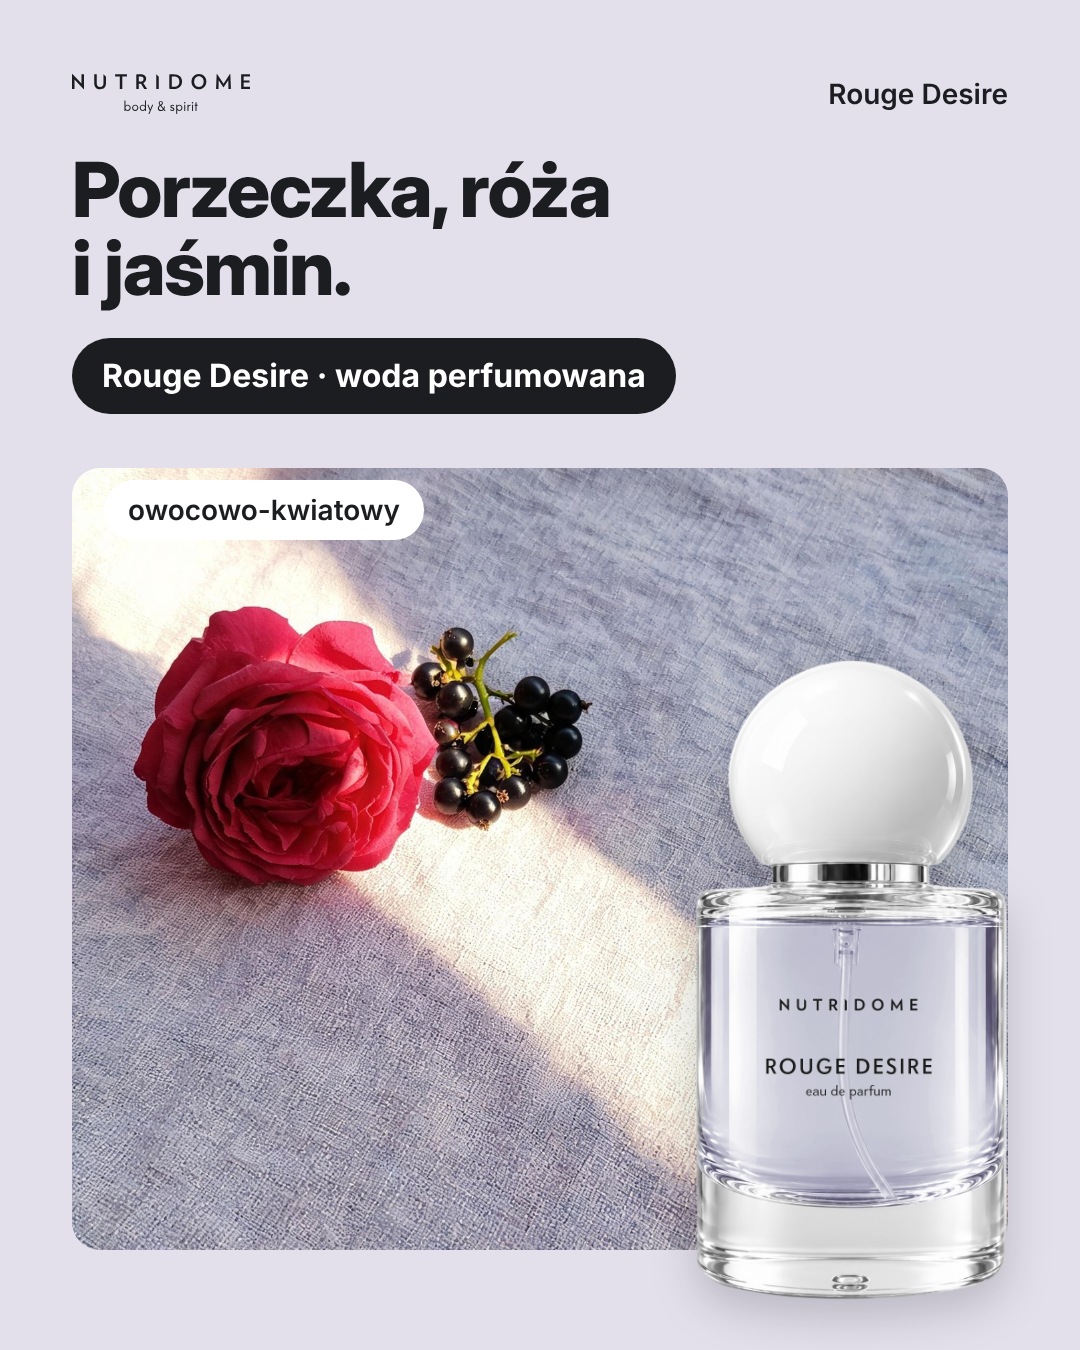 NUTRIDOME
body & spirit
Rouge Desire
Porzeczka, róża
i jaśmin.
Rouge Desire · woda perfumowana
owocowo-kwiatowy
NUTRIDOME
ROUGE DESIRE
eau de parfum